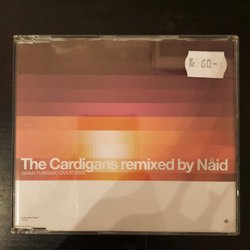 Kr 60.-
The Cardigans remixed by Nåid
GRAN TURISMO OVERDRIVE